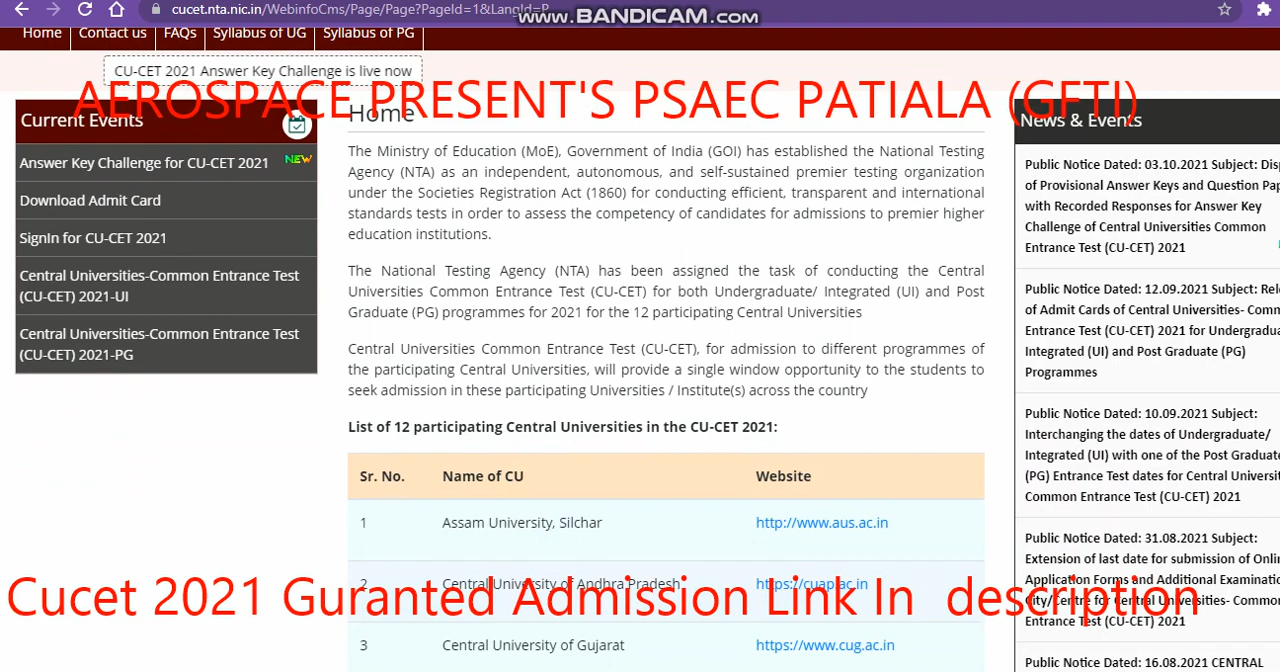 cucet.nta.nic.in/WebinfoCms/Page/Page?PageId=1&LangId=P
www.BANDICAM.com
Home
Contact us
FAQs
Syllabus of UG
Syllabus of PG
CU-CET 2021 Answer Key Challenge is live now
AEROSPACE PRESENT'S PSAEC PATIALA (GFTI)
Current Events
Answer Key Challenge for CU-CET 2021 NEW
Download Admit Card
SignIn for CU-CET 2021
Central Universities-Common Entrance Test
(CU-CET) 2021-UI
Central Universities-Common Entrance Test
(CU-CET) 2021-PG
Home
The Ministry of Education (MoE), Government of India (GOI) has established the National Testing
Agency (NTA) as an independent, autonomous, and self-sustained premier testing organization
under the Societies Registration Act (1860) for conducting efficient, transparent and international
standards tests in order to assess the competency of candidates for admissions to premier higher
education institutions.
The National Testing Agency (NTA) has been assigned the task of conducting the Central
Universities Common Entrance Test (CU-CET) for both Undergraduate/ Integrated (UI) and Post
Graduate (PG) programmes for 2021 for the 12 participating Central Universities
Central Universities Common Entrance Test (CU-CET), for admission to different programmes of
the participating Central Universities, will provide a single window opportunity to the students to
seek admission in these participating Universities / Institute(s) across the country
List of 12 participating Central Universities in the CU-CET 2021:
Sr. No. Name of CU Website
1 Assam University, Silchar http://www.aus.ac.in
2 Central University of Andhra Pradesh https://cuap.ac.in
3 Central University of Gujarat https://www.cug.ac.in
Cucet 2021 Guranted Admission Link In description
News & Events
Public Notice Dated: 03.10.2021 Subject: Disp
of Provisional Answer Keys and Question Pap
with Recorded Responses for Answer Key
Challenge of Central Universities Common
Entrance Test (CU-CET) 2021
Public Notice Dated: 12.09.2021 Subject: Rele
of Admit Cards of Central Universities- Comm
Entrance Test (CU-CET) 2021 for Undergradua
Integrated (UI) and Post Graduate (PG)
Programmes
Public Notice Dated: 10.09.2021 Subject:
Interchanging the dates of Undergraduate/
Integrated (UI) with one of the Post Graduate
(PG) Entrance Test dates for Central Universit
Common Entrance Test (CU-CET) 2021
Public Notice Dated: 31.08.2021 Subject:
Extension of last date for submission of Onlin
Application Forms and Additional Examination
City/Centre for Central Universities- Common
Entrance Test (CU-CET) 2021
Public Notice Dated: 16.08.2021 CENTRAL